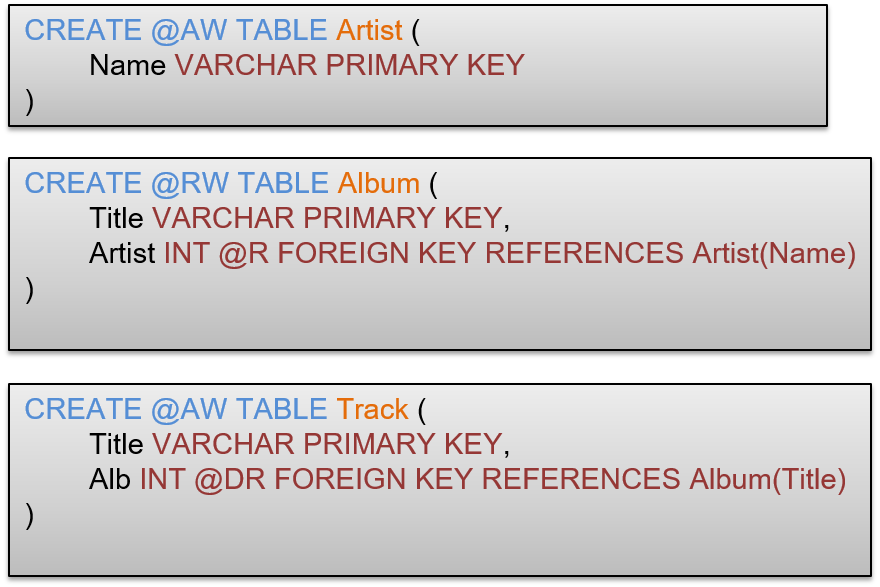 CREATE @AW TABLE Artist (
Name VARCHAR PRIMARY KEY
)
CREATE @RW TABLE Album (
Title VARCHAR PRIMARY KEY,
Artist INT @R FOREIGN KEY REFERENCES Artist(Name)
)
CREATE @AW TABLE Track (
Title VARCHAR PRIMARY KEY,
Alb INT @DR FOREIGN KEY REFERENCES Album(Title)
)